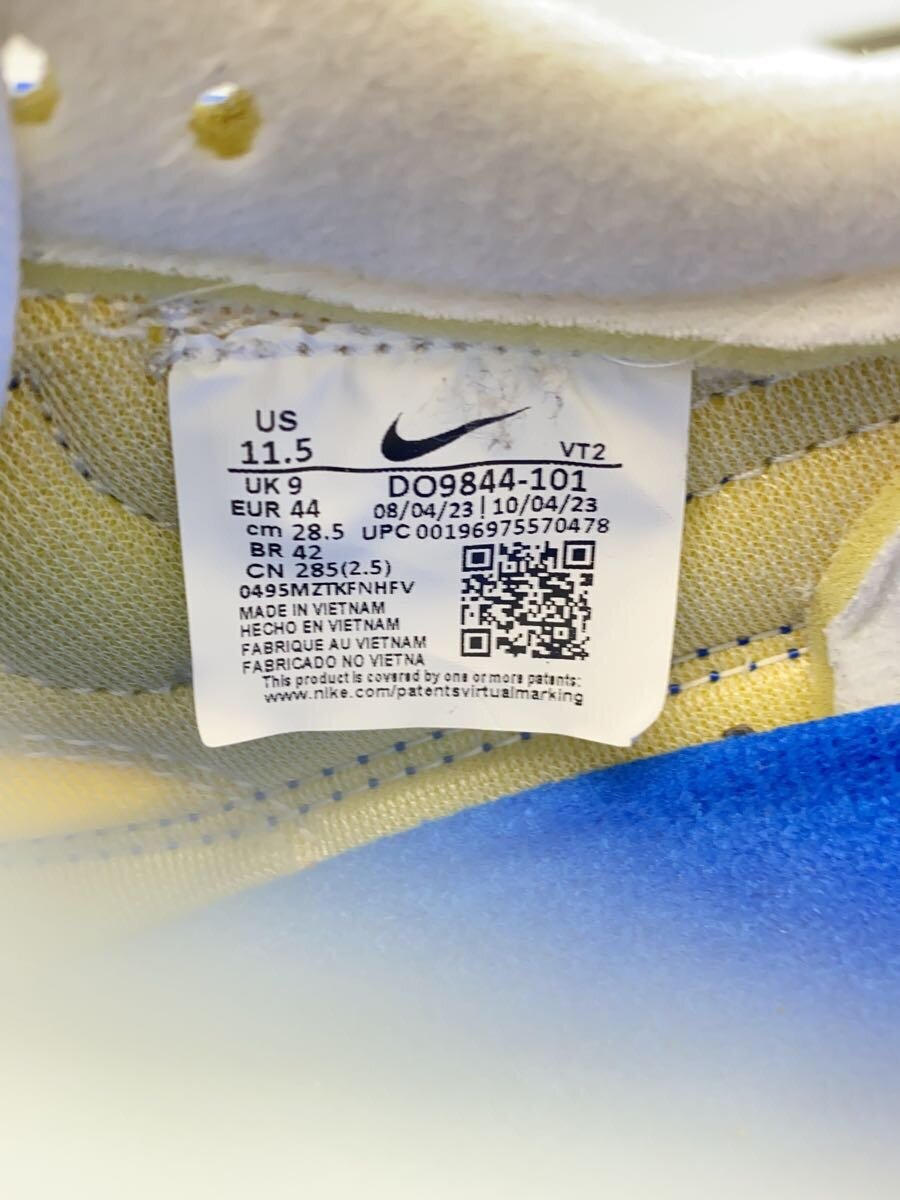 US
11.5
VT2
UK 9
DO9844-101
EUR 44
08/04/23 | 10/04/23
cm 28.5
UPC 00196975570478
BR 42
CN 285(2.5)
0495MZTKFNHFV
MADE IN VIETNAM
HECHO EN VIETNAM
FABRIQUE AU VIETNAM
FABRICADO NO VIETNA
This product is covered by one or more patents:
www.nike.com/patentsvirtualmarking